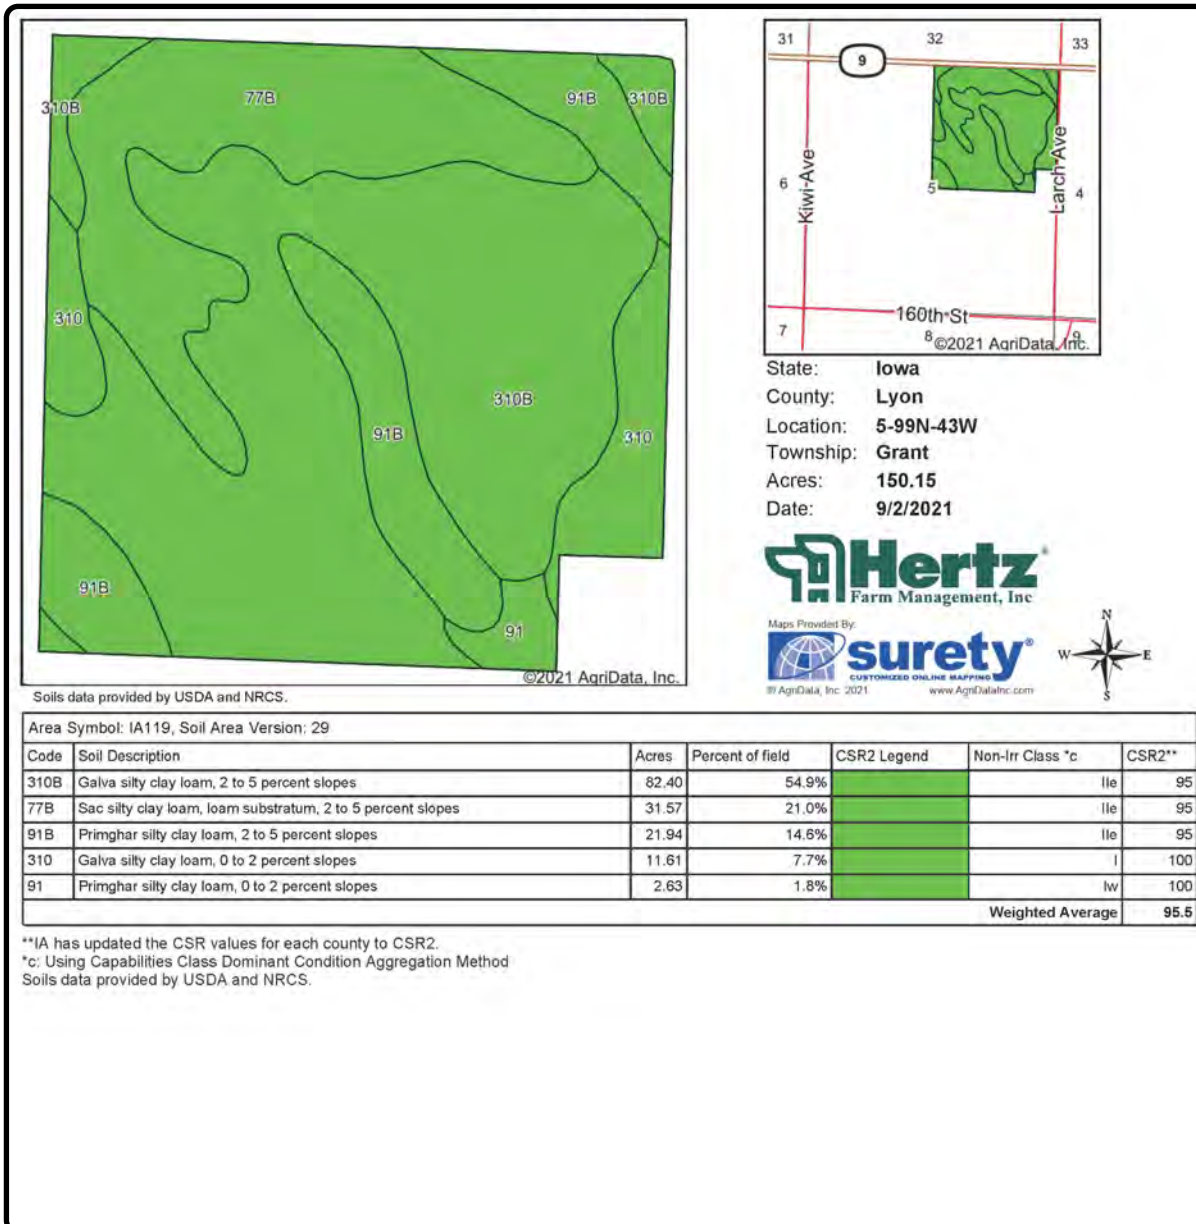 310B
77B
91B
310B
310
310B
91B
310
91B
91
©2021 AgriData, Inc.
Soils data provided by USDA and NRCS.
31
32
33
9
6
Kiwi-Ave
5
Larch-Ave
4
160th-St
7
8
9
©2021 AgriData, Inc.
State: Iowa
County: Lyon
Location: 5-99N-43W
Township: Grant
Acres: 150.15
Date: 9/2/2021
Hertz®
Farm Management, Inc
Maps Provided By:
surety®
CUSTOMIZED ONLINE MAPPING
© AgriData, Inc. 2021 www.AgriDataInc.com
N
W E
S
Area Symbol: IA119, Soil Area Version: 29
Code Soil Description Acres Percent of field CSR2 Legend Non-Irr Class *c CSR2**
310B Galva silty clay loam, 2 to 5 percent slopes 82.40 54.9% IIe 95
77B Sac silty clay loam, loam substratum, 2 to 5 percent slopes 31.57 21.0% IIe 95
91B Primghar silty clay loam, 2 to 5 percent slopes 21.94 14.6% IIe 95
310 Galva silty clay loam, 0 to 2 percent slopes 11.61 7.7% I 100
91 Primghar silty clay loam, 0 to 2 percent slopes 2.63 1.8% Iw 100
Weighted Average 95.5
**IA has updated the CSR values for each county to CSR2.
*c: Using Capabilities Class Dominant Condition Aggregation Method
Soils data provided by USDA and NRCS.